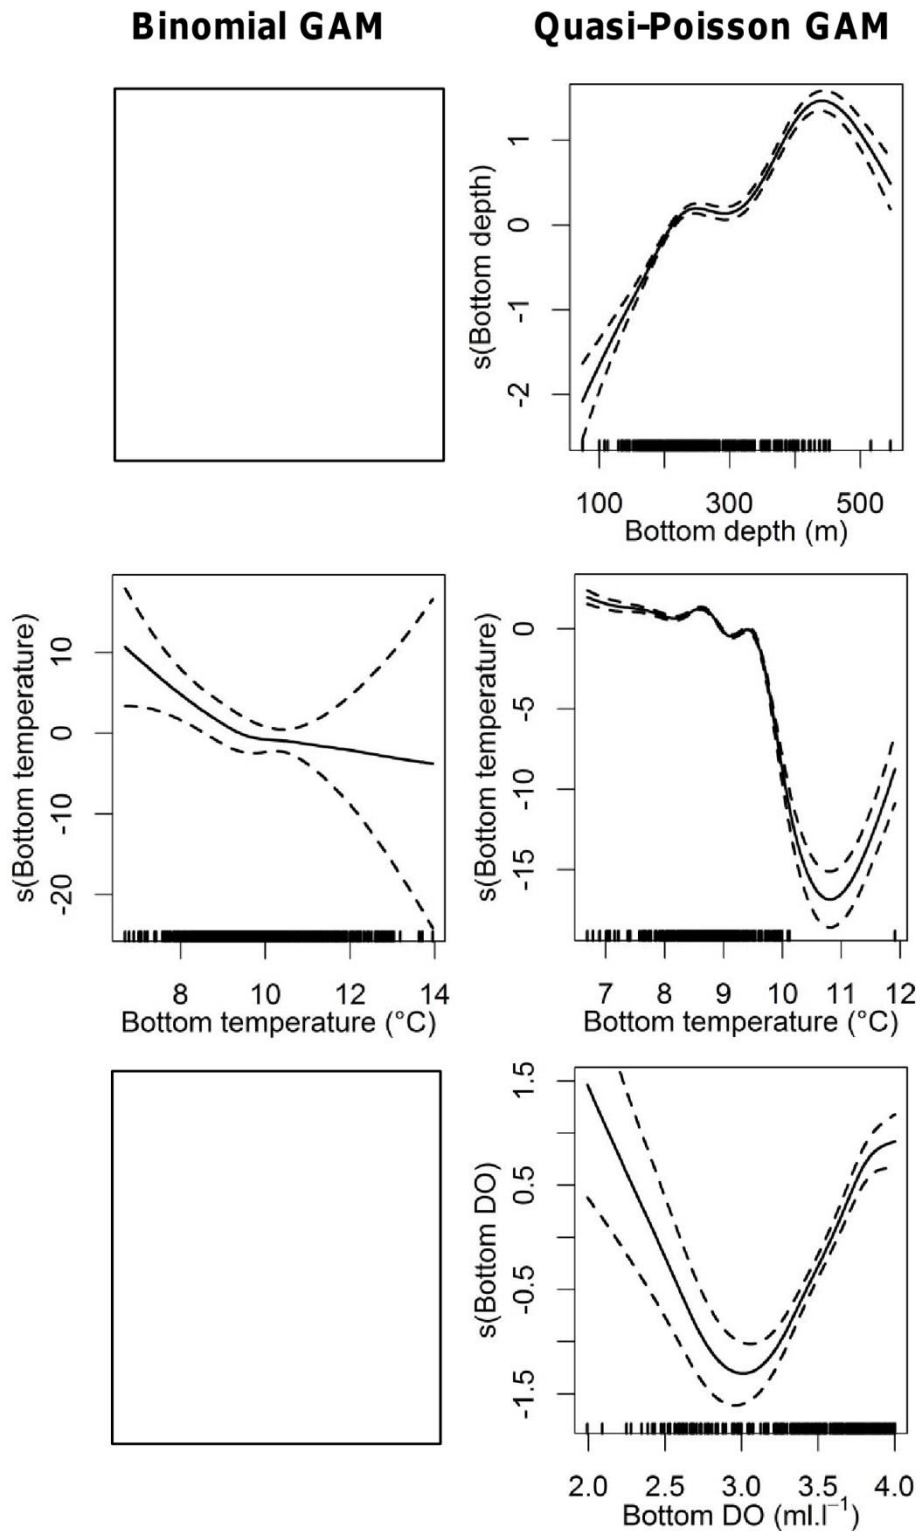 Binomial GAM
Quasi-Poisson GAM
s(Bottom depth)
1
0
-1
-2
100 300 500
Bottom depth (m)
s(Bottom temperature)
10
0
-10
-20
8 10 12 14
Bottom temperature (°C)
s(Bottom temperature)
0
-5
-10
-15
7 8 9 10 11 12
Bottom temperature (°C)
s(Bottom DO)
1.5
0.5
-0.5
-1.5
2.0 2.5 3.0 3.5 4.0
Bottom DO (ml.l⁻¹)